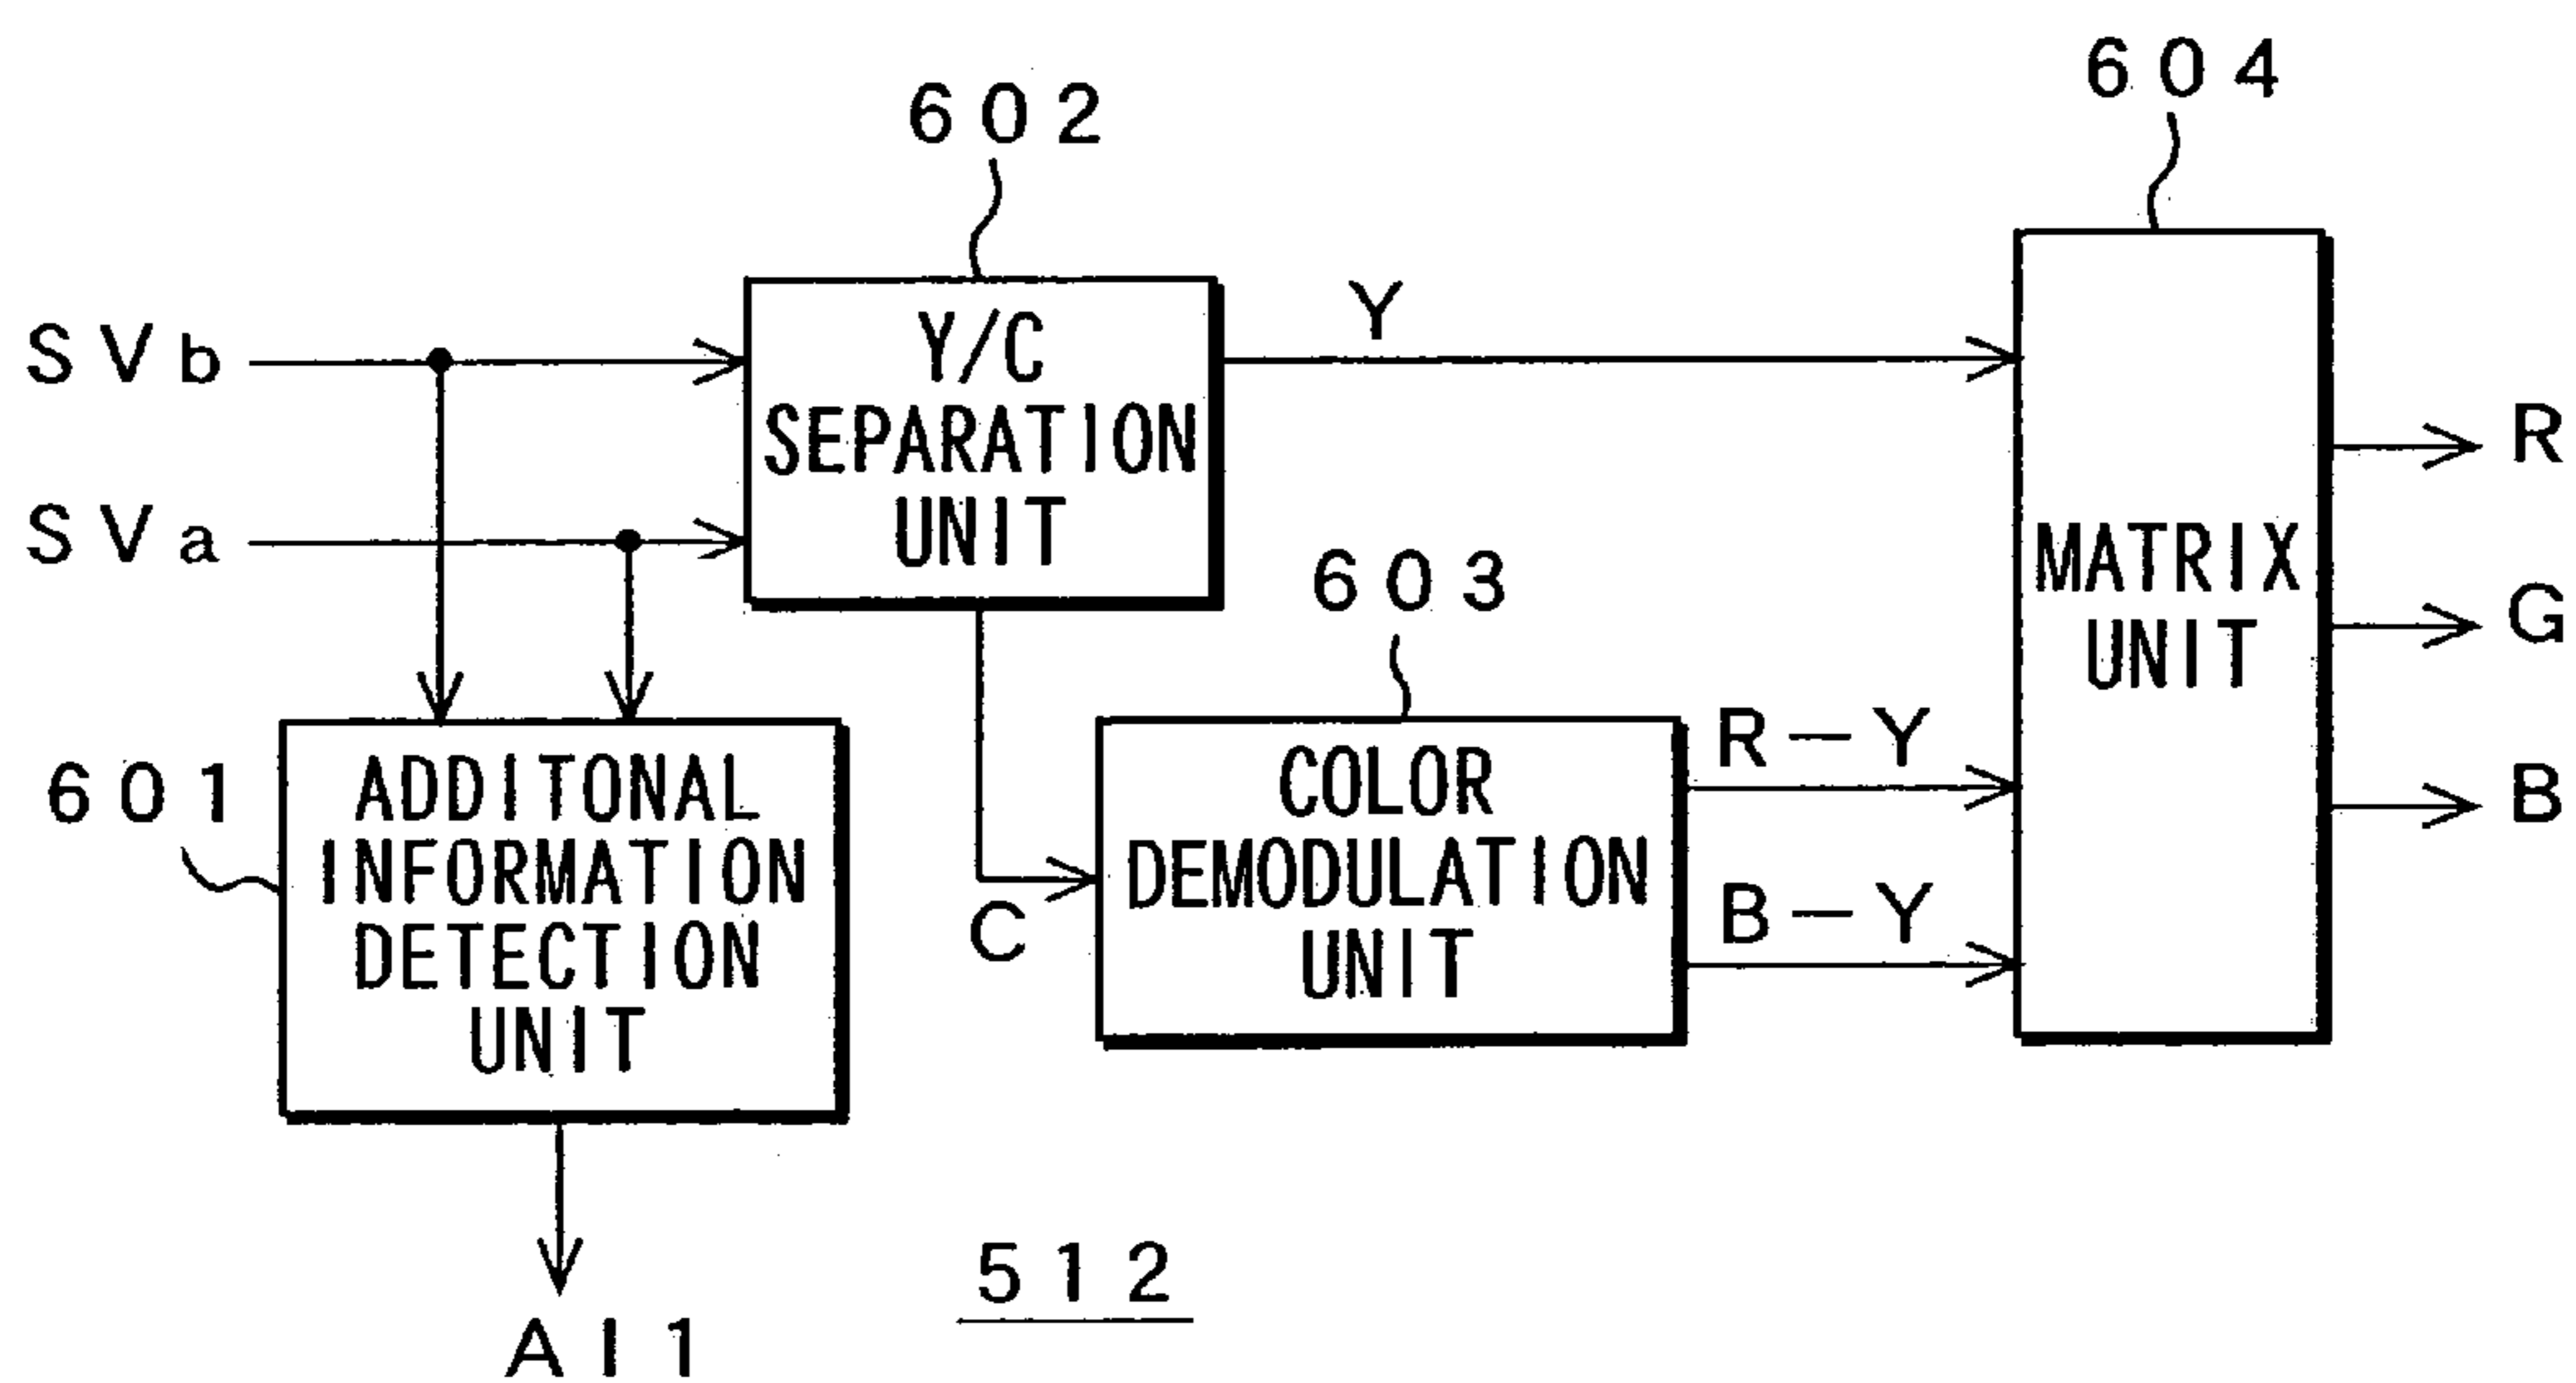 604
602
SVb
Y/C
SEPARATION
UNIT
Y
R
SVa
MATRIX
UNIT
G
603
601
ADDITONAL
INFORMATION
DETECTION
UNIT
C
COLOR
DEMODULATION
UNIT
R-Y
B-Y
B
512
AI1